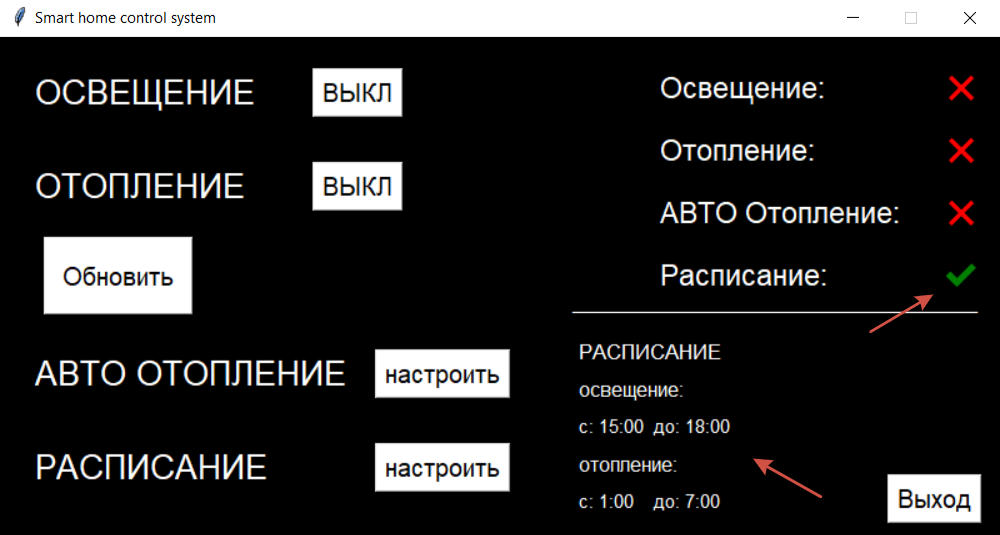 Smart home control system
ОСВЕЩЕНИЕ ВЫКЛ
ОТОПЛЕНИЕ ВЫКЛ
Обновить
АВТО ОТОПЛЕНИЕ настроить
РАСПИСАНИЕ настроить
Освещение:
Отопление:
АВТО Отопление:
Расписание:
РАСПИСАНИЕ
освещение:
с: 15:00 до: 18:00
отопление:
с: 1:00 до: 7:00
Выход